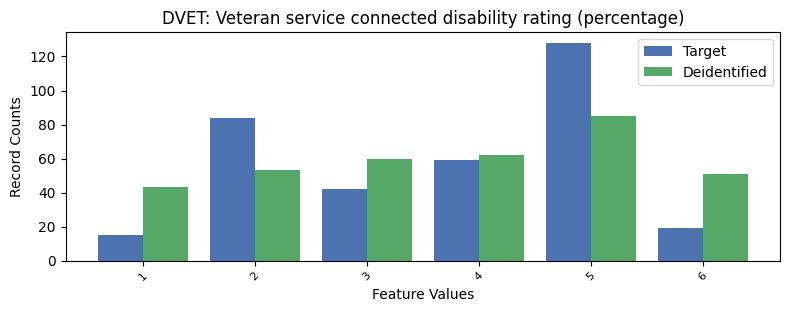 DVET: Veteran service connected disability rating (percentage)
Target
Deidentified
Record Counts
120
100
80
60
40
20
0
1 2 3 4 5 6
Feature Values